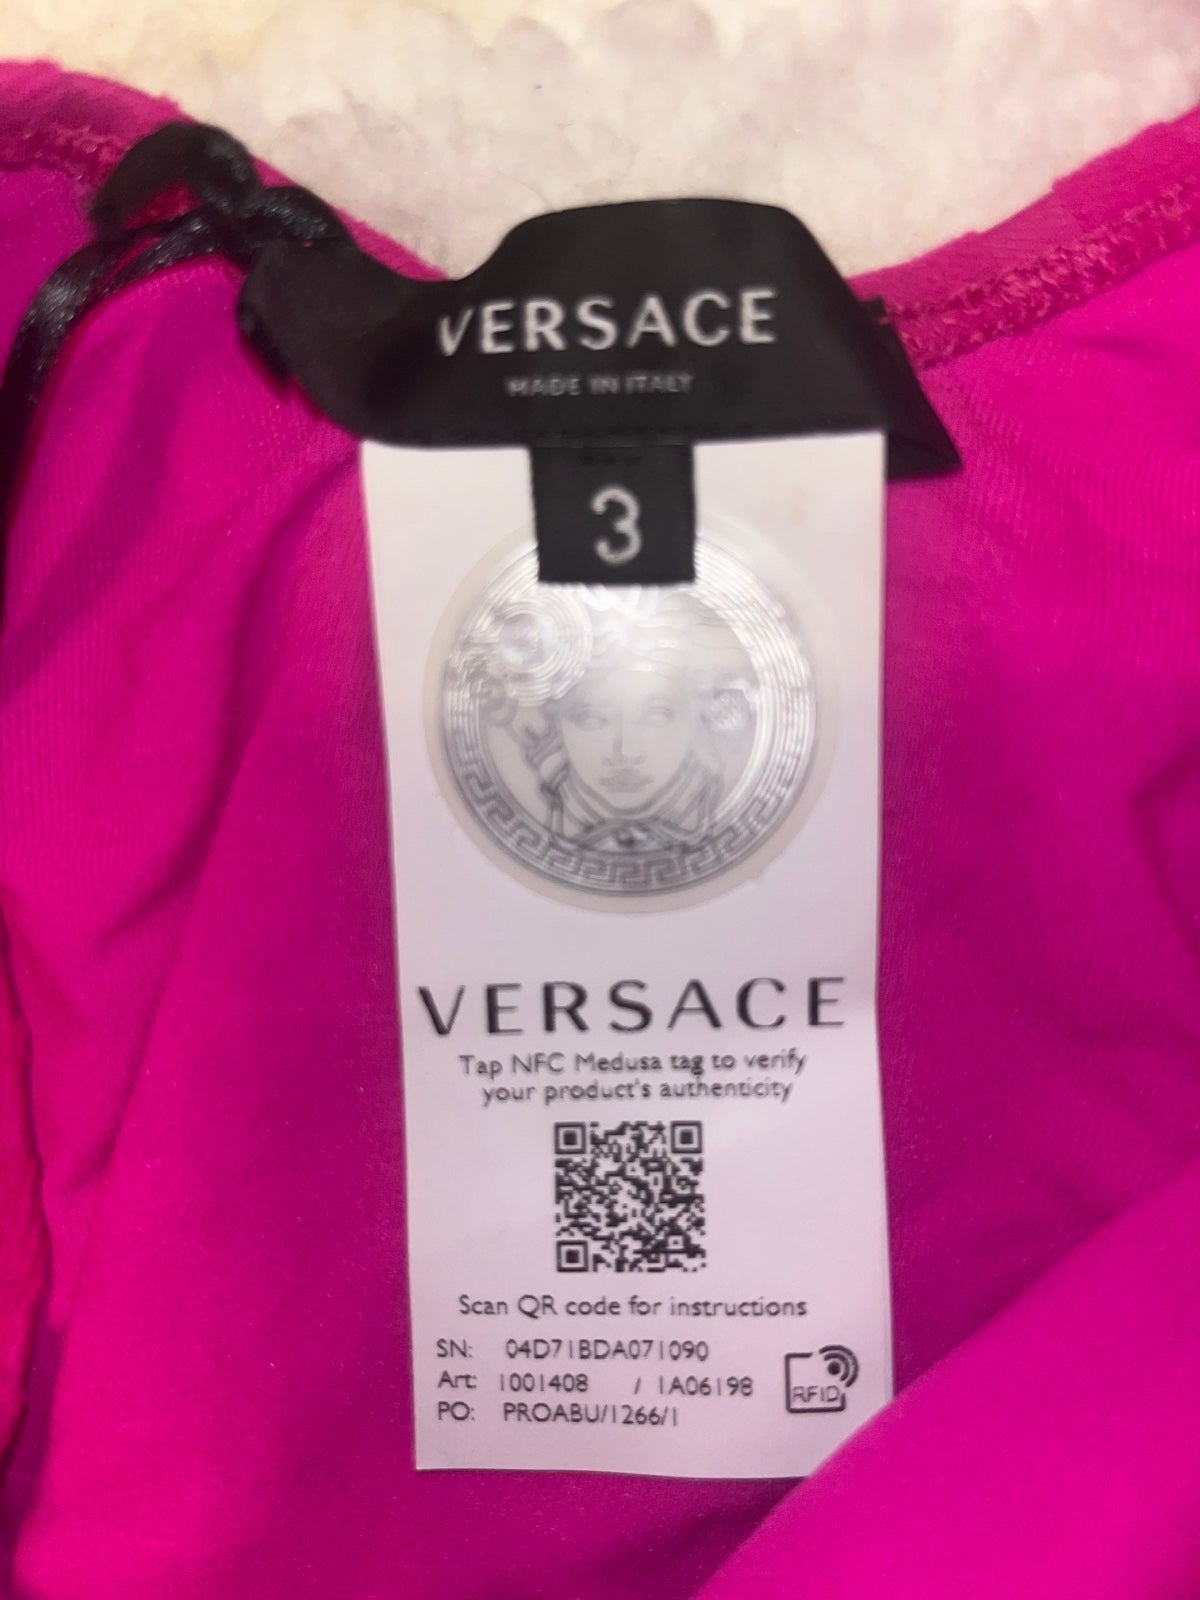 VERSACE
MADE IN ITALY
3
VERSACE
Tap NFC Medusa tag to verify
your product's authenticity
Scan QR code for instructions
SN: 04D71BDA071090
Art: 1001408 / 1A06198
PO: PROABU/1266/1
RFID